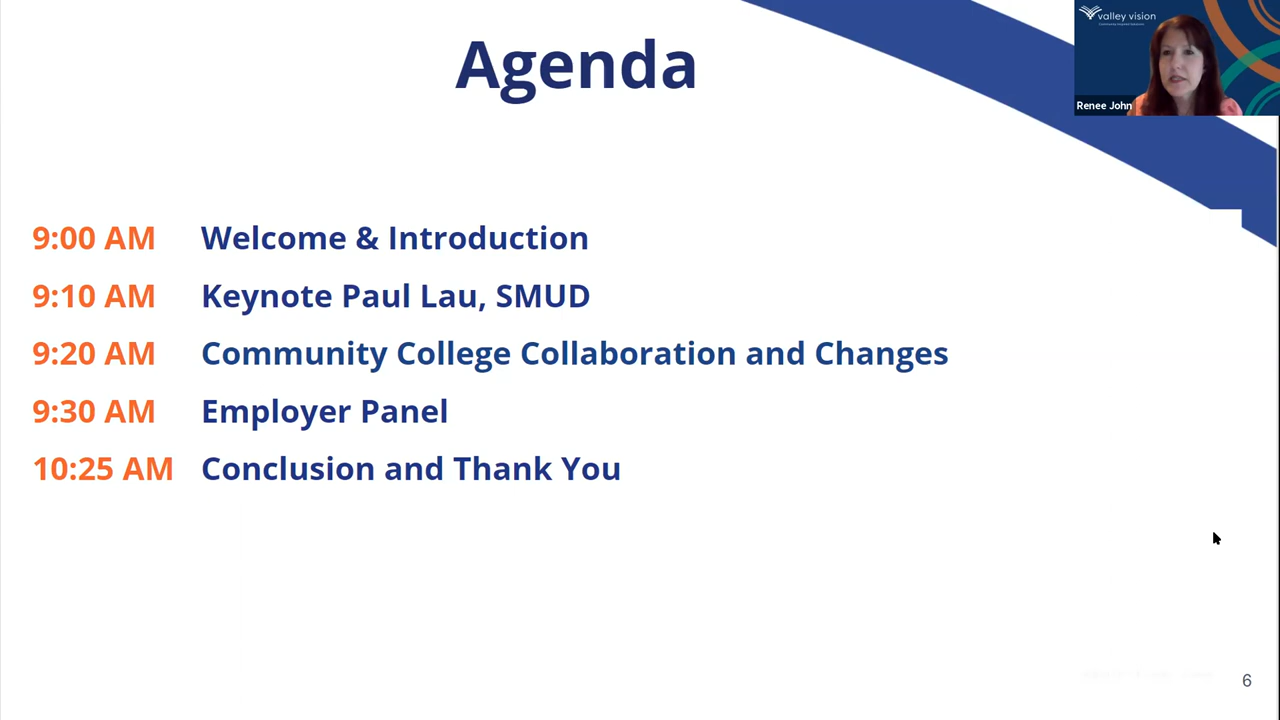 Agenda
valley vision
Renee John
9:00 AM Welcome & Introduction
9:10 AM Keynote Paul Lau, SMUD
9:20 AM Community College Collaboration and Changes
9:30 AM Employer Panel
10:25 AM Conclusion and Thank You
6